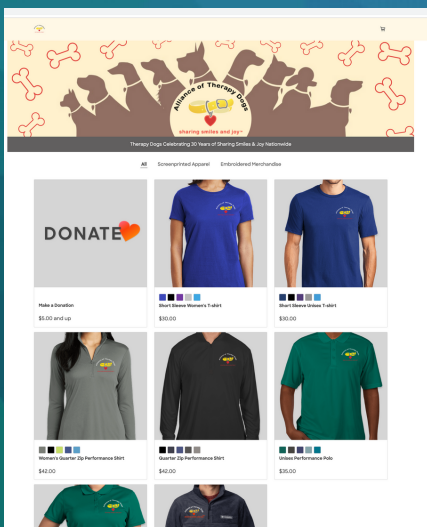 Alliance of Therapy Dogs
sharing smiles and joy™
Therapy Dogs Celebrating 30 Years of Sharing Smiles & Joy Nationwide
All Screenprinted Apparel Embroidered Merchandise
DONATE
Make a Donation
$5.00 and up
Short Sleeve Women's T-shirt
$30.00
Short Sleeve Unisex T-shirt
$30.00
Women's Quarter Zip Performance Shirt
$42.00
Quarter Zip Performance Shirt
$42.00
Unisex Performance Polo
$35.00